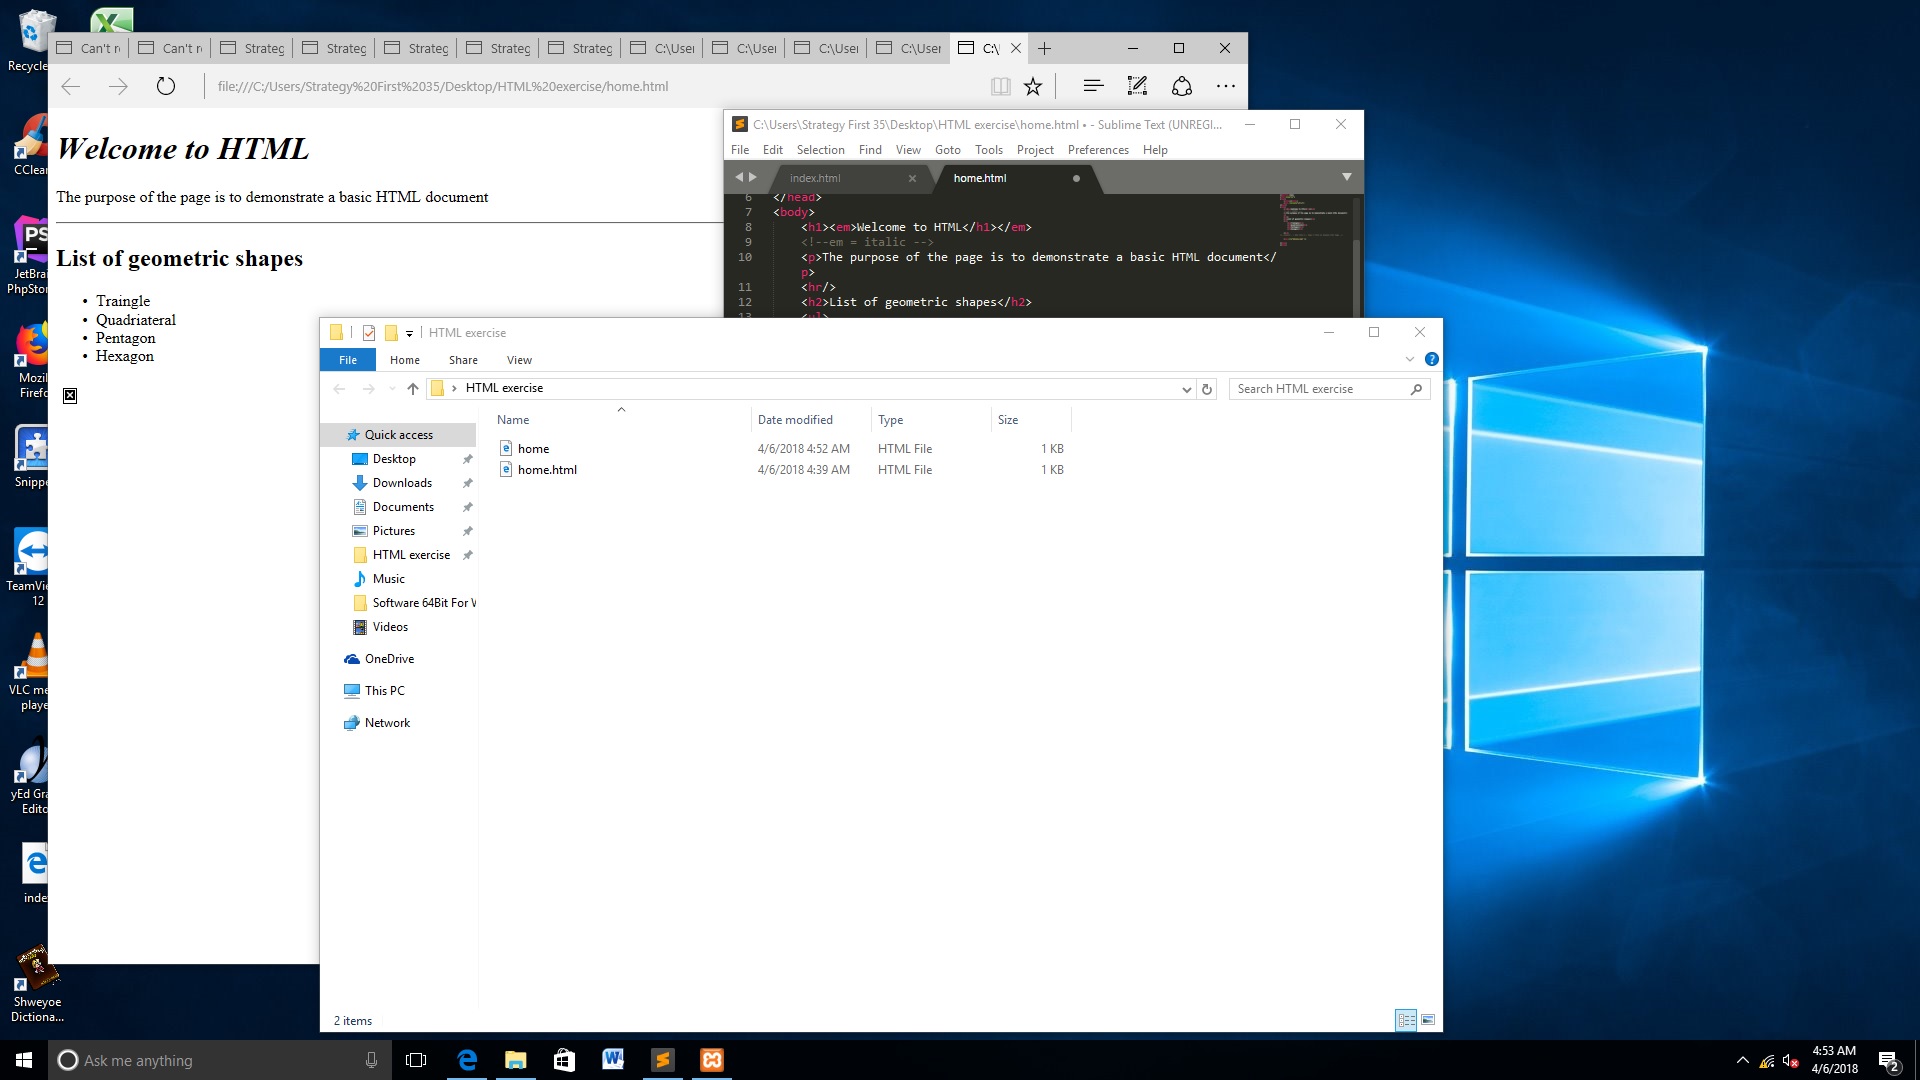 Recycle
Can't r
Can't r
Strateg
Strateg
Strateg
Strateg
Strateg
C:\User
C:\User
C:\User
C:\User
C:\
file:///C:/Users/Strategy%20First%2035/Desktop/HTML%20exercise/home.html
Welcome to HTML
The purpose of the page is to demonstrate a basic HTML document
List of geometric shapes
• Traingle
• Quadriateral
• Pentagon
• Hexagon
C:\Users\Strategy First 35\Desktop\HTML exercise\home.html • - Sublime Text (UNREGI...
File Edit Selection Find View Goto Tools Project Preferences Help
index.html
home.html
6 </head>
7 <body>
8 <h1><em>Welcome to HTML</h1></em>
9 <!--em = italic -->
10 <p>The purpose of the page is to demonstrate a basic HTML document</
p>
11 <hr/>
12 <h2>List of geometric shapes</h2>
13 <ul>
HTML exercise
File Home Share View
HTML exercise
Search HTML exercise
Name Date modified Type Size
home 4/6/2018 4:52 AM HTML File 1 KB
home.html 4/6/2018 4:39 AM HTML File 1 KB
Quick access
Desktop
Downloads
Documents
Pictures
HTML exercise
Music
Software 64Bit For V
Videos
OneDrive
This PC
Network
2 items
CClear
PS
JetBra
PhpStor
Mozil
Firefo
Snippe
TeamVie
12
VLC me
playe
yEd Gra
Edito
index
Shweyoe
Dictiona...
Ask me anything
4:53 AM
4/6/2018
2